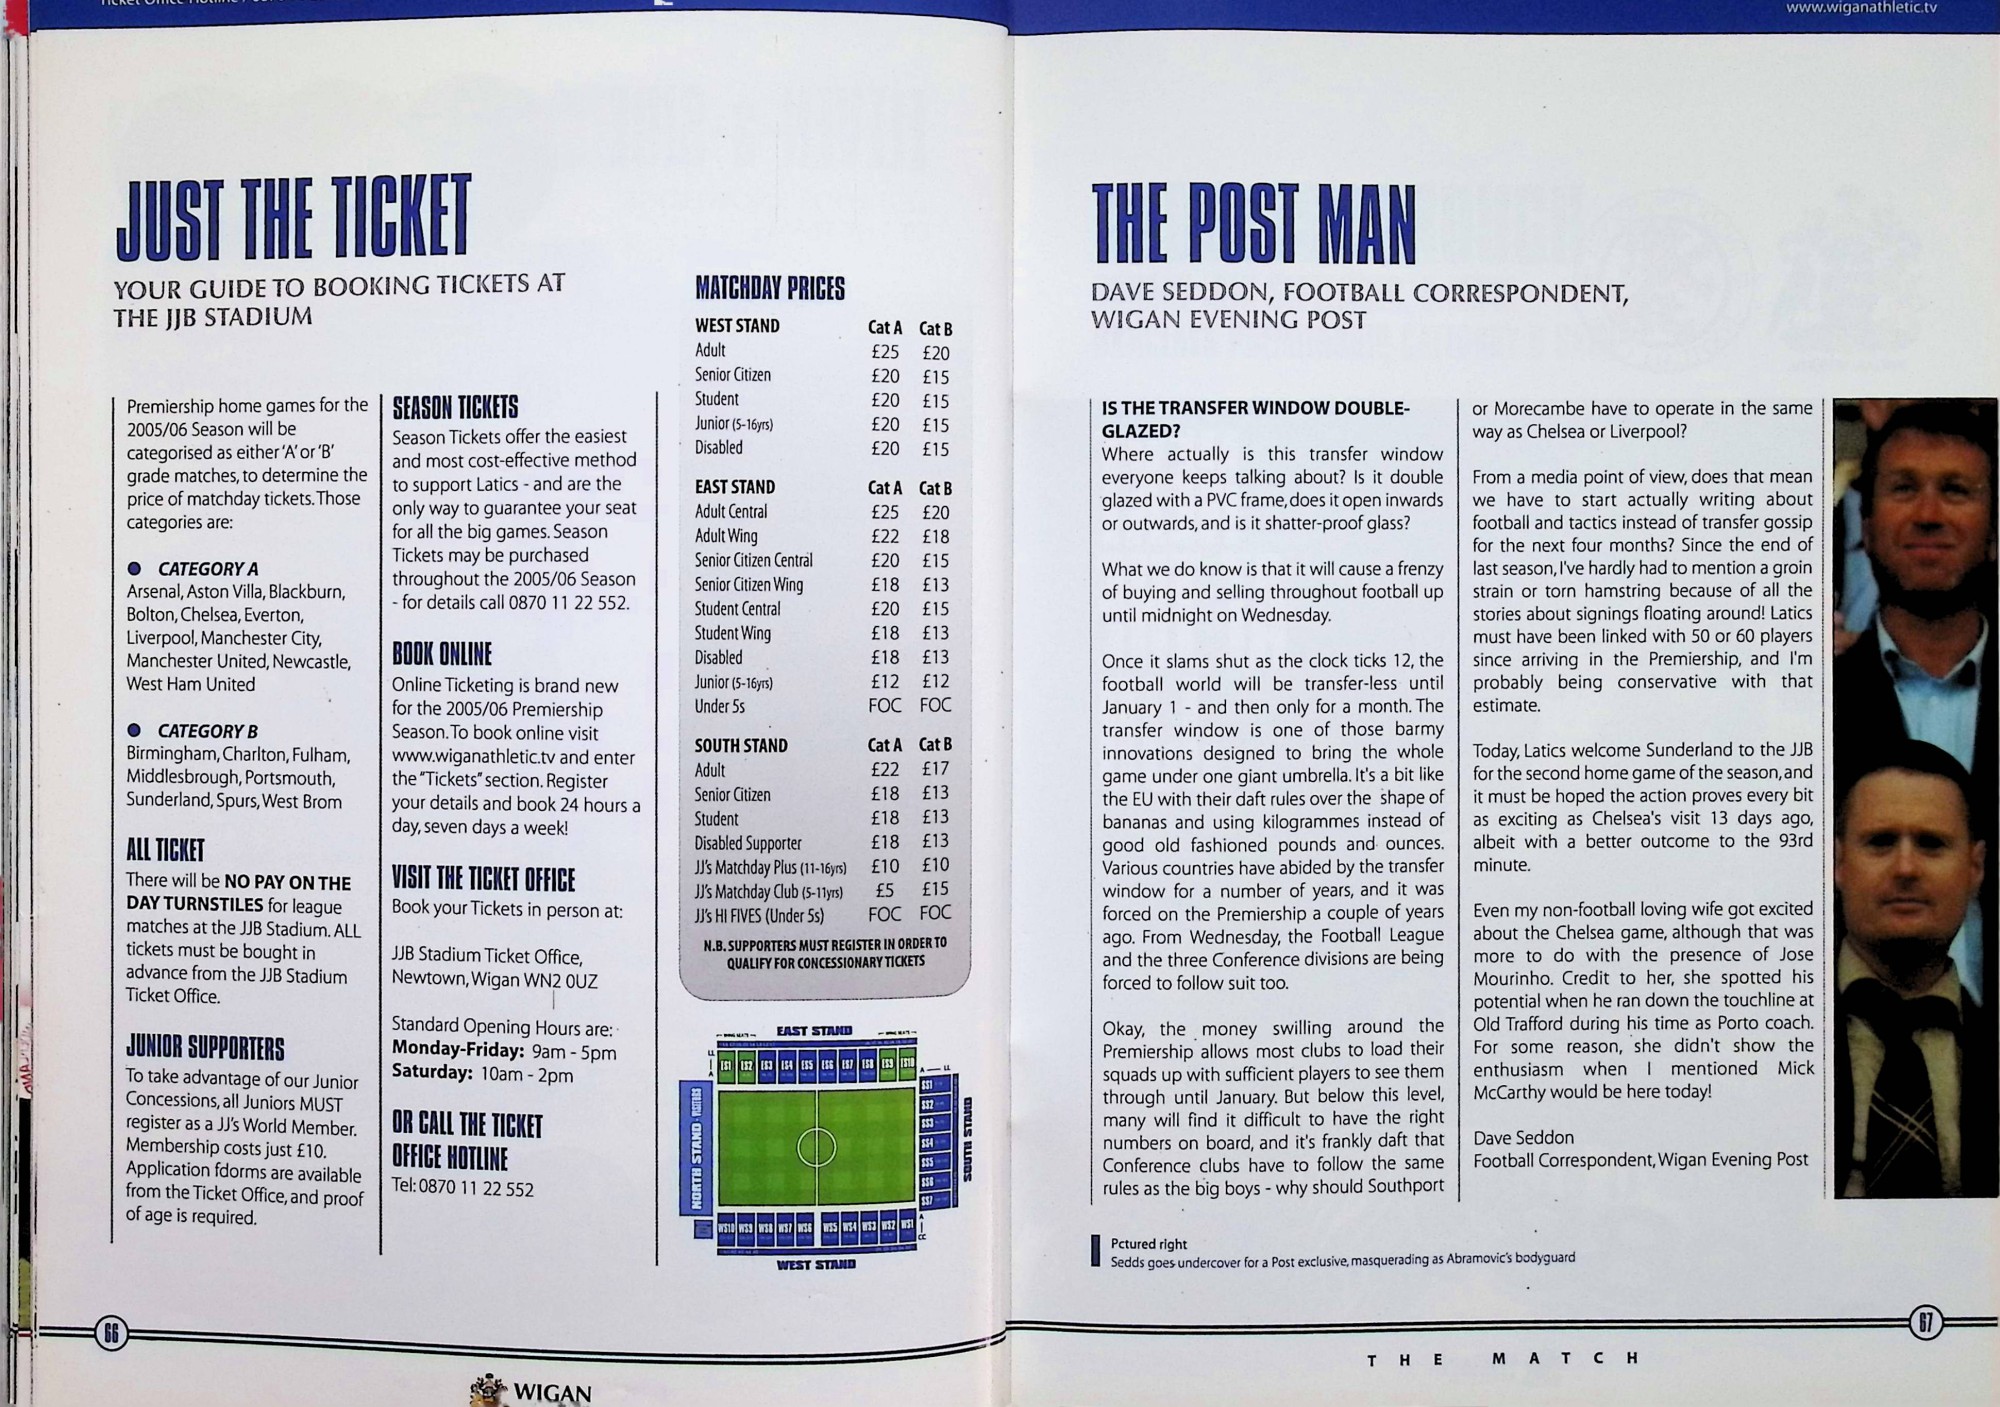 www.wiganathletic.tv
JUST THE TICKET
YOUR GUIDE TO BOOKING TICKETS AT
THE JJB STADIUM
Premiership home games for the
2005/06 Season will be
categorised as either 'A' or 'B'
grade matches, to determine the
price of matchday tickets. Those
categories are:
● CATEGORY A
Arsenal, Aston Villa, Blackburn,
Bolton, Chelsea, Everton,
Liverpool, Manchester City,
Manchester United, Newcastle,
West Ham United
● CATEGORY B
Birmingham, Charlton, Fulham,
Middlesbrough, Portsmouth,
Sunderland, Spurs, West Brom
ALL TICKET
There will be NO PAY ON THE
DAY TURNSTILES for league
matches at the JJB Stadium. ALL
tickets must be bought in
advance from the JJB Stadium
Ticket Office.
JUNIOR SUPPORTERS
To take advantage of our Junior
Concessions, all Juniors MUST
register as a JJ's World Member.
Membership costs just £10.
Application fdorms are available
from the Ticket Office, and proof
of age is required.
SEASON TICKETS
Season Tickets offer the easiest
and most cost-effective method
to support Latics - and are the
only way to guarantee your seat
for all the big games. Season
Tickets may be purchased
throughout the 2005/06 Season
- for details call 0870 11 22 552.
BOOK ONLINE
Online Ticketing is brand new
for the 2005/06 Premiership
Season. To book online visit
www.wiganathletic.tv and enter
the "Tickets" section. Register
your details and book 24 hours a
day, seven days a week!
VISIT THE TICKET OFFICE
Book your Tickets in person at:
JJB Stadium Ticket Office,
Newtown, Wigan WN2 0UZ
Standard Opening Hours are:
Monday-Friday: 9am - 5pm
Saturday: 10am - 2pm
OR CALL THE TICKET
OFFICE HOTLINE
Tel: 0870 11 22 552
MATCHDAY PRICES
WEST STAND Cat A Cat B
Adult £25 £20
Senior Citizen £20 £15
Student £20 £15
Junior (5-16yrs) £20 £15
Disabled £20 £15
EAST STAND Cat A Cat B
Adult Central £25 £20
Adult Wing £22 £18
Senior Citizen Central £20 £15
Senior Citizen Wing £18 £13
Student Central £20 £15
Student Wing £18 £13
Disabled £18 £13
Junior (5-16yrs) £12 £12
Under 5s FOC FOC
SOUTH STAND Cat A Cat B
Adult £22 £17
Senior Citizen £18 £13
Student £18 £13
Disabled Supporter £18 £13
JJ's Matchday Plus (11-16yrs) £10 £10
JJ's Matchday Club (5-11yrs) £5 £15
JJ's HI FIVES (Under 5s) FOC FOC
N.B. SUPPORTERS MUST REGISTER IN ORDER TO
QUALIFY FOR CONCESSIONARY TICKETS
EAST STAND
ES1 ES2 ES3 ES4 ES5 ES6 ES7 ES8 ES9 ES10
NORTH STAND - VISITORS
SS1
SS2
SS3
SS4
SS5
SS6
SS7
SOUTH STAND
WS10 WS9 WS8 WS7 WS6 WS5 WS4 WS3 WS2 WS1
WEST STAND
66
WIGAN
THE POST MAN
DAVE SEDDON, FOOTBALL CORRESPONDENT,
WIGAN EVENING POST
IS THE TRANSFER WINDOW DOUBLE-
GLAZED?
Where actually is this transfer window
everyone keeps talking about? Is it double
glazed with a PVC frame, does it open inwards
or outwards, and is it shatter-proof glass?
What we do know is that it will cause a frenzy
of buying and selling throughout football up
until midnight on Wednesday.
Once it slams shut as the clock ticks 12, the
football world will be transfer-less until
January 1 - and then only for a month. The
transfer window is one of those barmy
innovations designed to bring the whole
game under one giant umbrella. It's a bit like
the EU with their daft rules over the shape of
bananas and using kilogrammes instead of
good old fashioned pounds and ounces.
Various countries have abided by the transfer
window for a number of years, and it was
forced on the Premiership a couple of years
ago. From Wednesday, the Football League
and the three Conference divisions are being
forced to follow suit too.
Okay, the money swilling around the
Premiership allows most clubs to load their
squads up with sufficient players to see them
through until January. But below this level,
many will find it difficult to have the right
numbers on board, and it's frankly daft that
Conference clubs have to follow the same
rules as the big boys - why should Southport
or Morecambe have to operate in the same
way as Chelsea or Liverpool?
From a media point of view, does that mean
we have to start actually writing about
football and tactics instead of transfer gossip
for the next four months? Since the end of
last season, I've hardly had to mention a groin
strain or torn hamstring because of all the
stories about signings floating around! Latics
must have been linked with 50 or 60 players
since arriving in the Premiership, and I'm
probably being conservative with that
estimate.
Today, Latics welcome Sunderland to the JJB
for the second home game of the season, and
it must be hoped the action proves every bit
as exciting as Chelsea's visit 13 days ago,
albeit with a better outcome to the 93rd
minute.
Even my non-football loving wife got excited
about the Chelsea game, although that was
more to do with the presence of Jose
Mourinho. Credit to her, she spotted his
potential when he ran down the touchline at
Old Trafford during his time as Porto coach.
For some reason, she didn't show the
enthusiasm when I mentioned Mick
McCarthy would be here today!
Dave Seddon
Football Correspondent, Wigan Evening Post
Pctured right
Sedds goes undercover for a Post exclusive, masquerading as Abramovic's bodyguard
67
THE MATCH